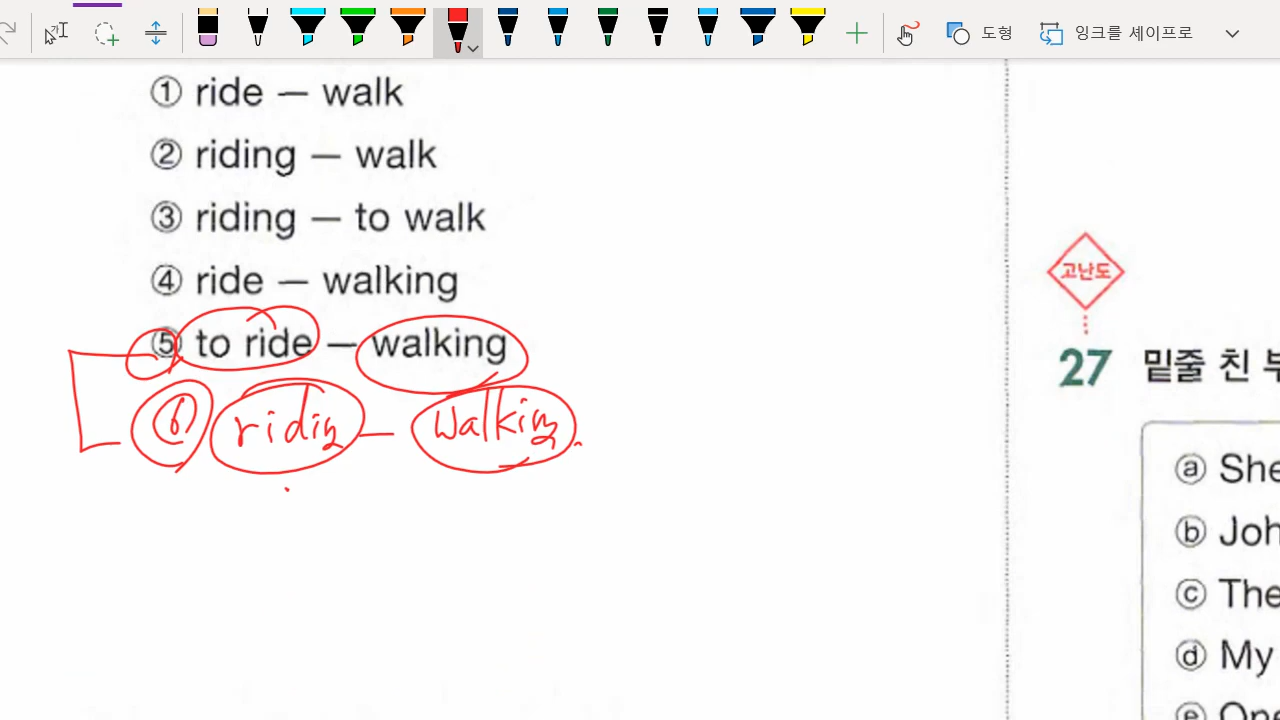 도형
잉크를 셰이프로
① ride – walk
② riding – walk
③ riding – to walk
④ ride – walking
⑤ to ride – walking
⑥ riding – walking
고난도
27 밑줄 친
ⓐ She
ⓑ Joh
ⓒ The
ⓓ My
ⓔ One